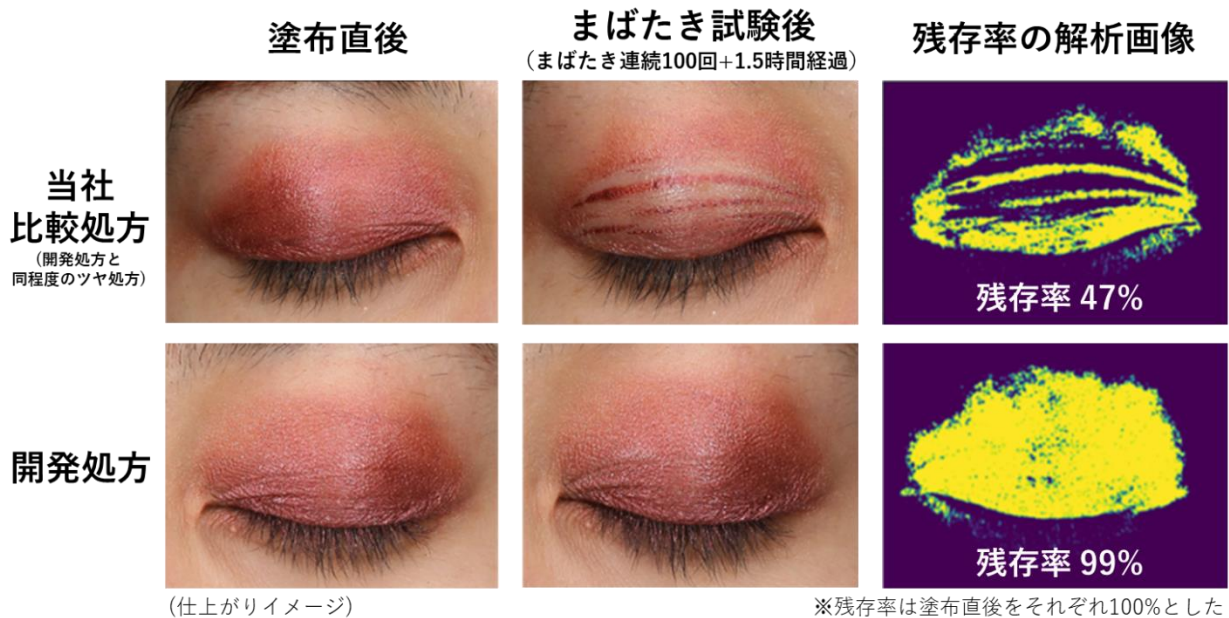 塗布直後
まばたき試験後
（まばたき連続100回+1.5時間経過）
残存率の解析画像
当社
比較処方
（開発処方と
同程度のツヤ処方）
残存率 47%
開発処方
残存率 99%
(仕上がりイメージ)
※残存率は塗布直後をそれぞれ100%とした